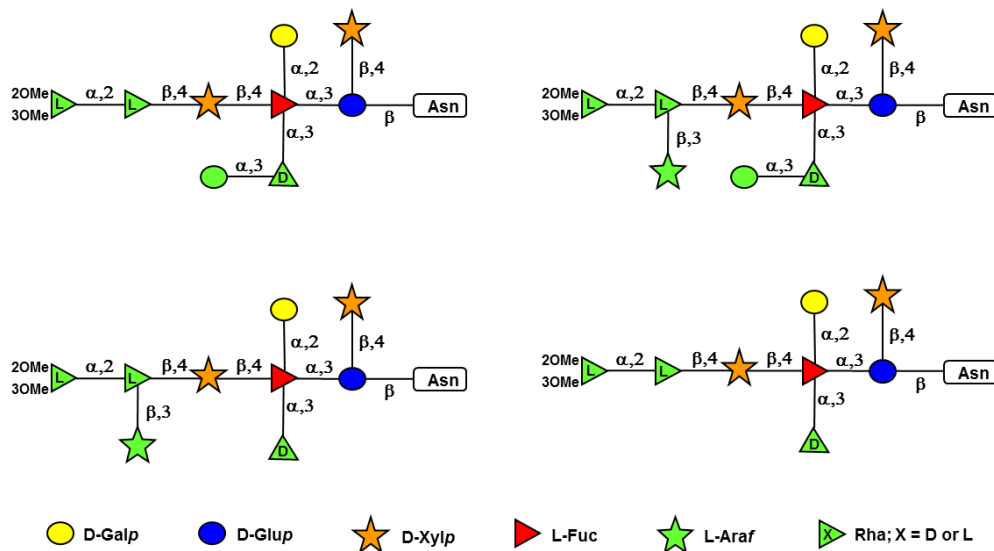 α,2 β,4
2OMe
3OMe
L α,2 L β,4 β,4 α,3 β Asn
α,3
α,3 D
α,2 β,4
2OMe
3OMe
L α,2 L β,4 β,4 α,3 β Asn
β,3 α,3
α,3 D
α,2 β,4
2OMe
3OMe
L α,2 L β,4 β,4 α,3 β Asn
β,3 α,3
D
α,2 β,4
2OMe
3OMe
L α,2 L β,4 β,4 α,3 β Asn
α,3
D
D-Galp D-Glup D-Xylp L-Fuc L-Araf X Rha; X = D or L